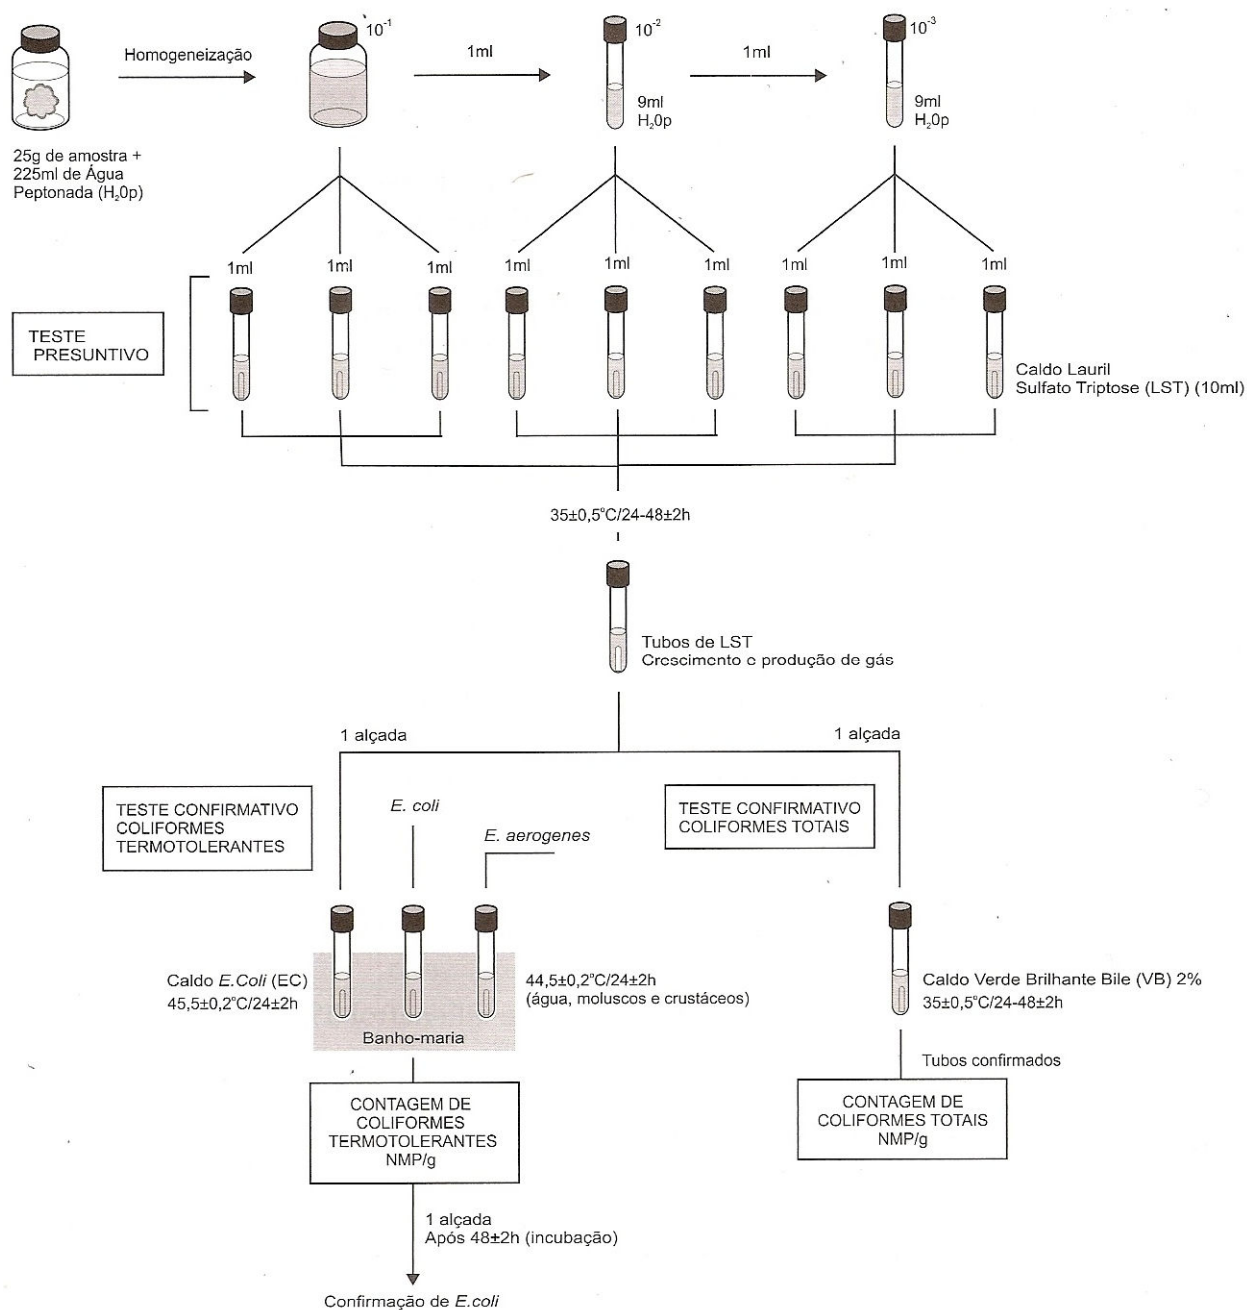 10⁻¹
10⁻²
10⁻³
Homogeneização
1ml
1ml
9ml
H₂0p
9ml
H₂0p
25g de amostra +
225ml de Água
Peptonada (H₂0p)
1ml
1ml
1ml
1ml
1ml
1ml
1ml
1ml
1ml
TESTE
PRESUNTIVO
Caldo Lauril
Sulfato Triptose (LST) (10ml)
35±0,5°C/24-48±2h
Tubos de LST
Crescimento e produção de gás
1 alçada
1 alçada
TESTE CONFIRMATIVO
COLIFORMES
TERMOTOLERANTES
E. coli
E. aerogenes
TESTE CONFIRMATIVO
COLIFORMES TOTAIS
Caldo E.Coli (EC)
45,5±0,2°C/24±2h
44,5±0,2°C/24±2h
(água, moluscos e crustáceos)
Banho-maria
Caldo Verde Brilhante Bile (VB) 2%
35±0,5°C/24-48±2h
Tubos confirmados
CONTAGEM DE
COLIFORMES
TERMOTOLERANTES
NMP/g
CONTAGEM DE
COLIFORMES TOTAIS
NMP/g
1 alçada
Após 48±2h (incubação)
Confirmação de E.coli